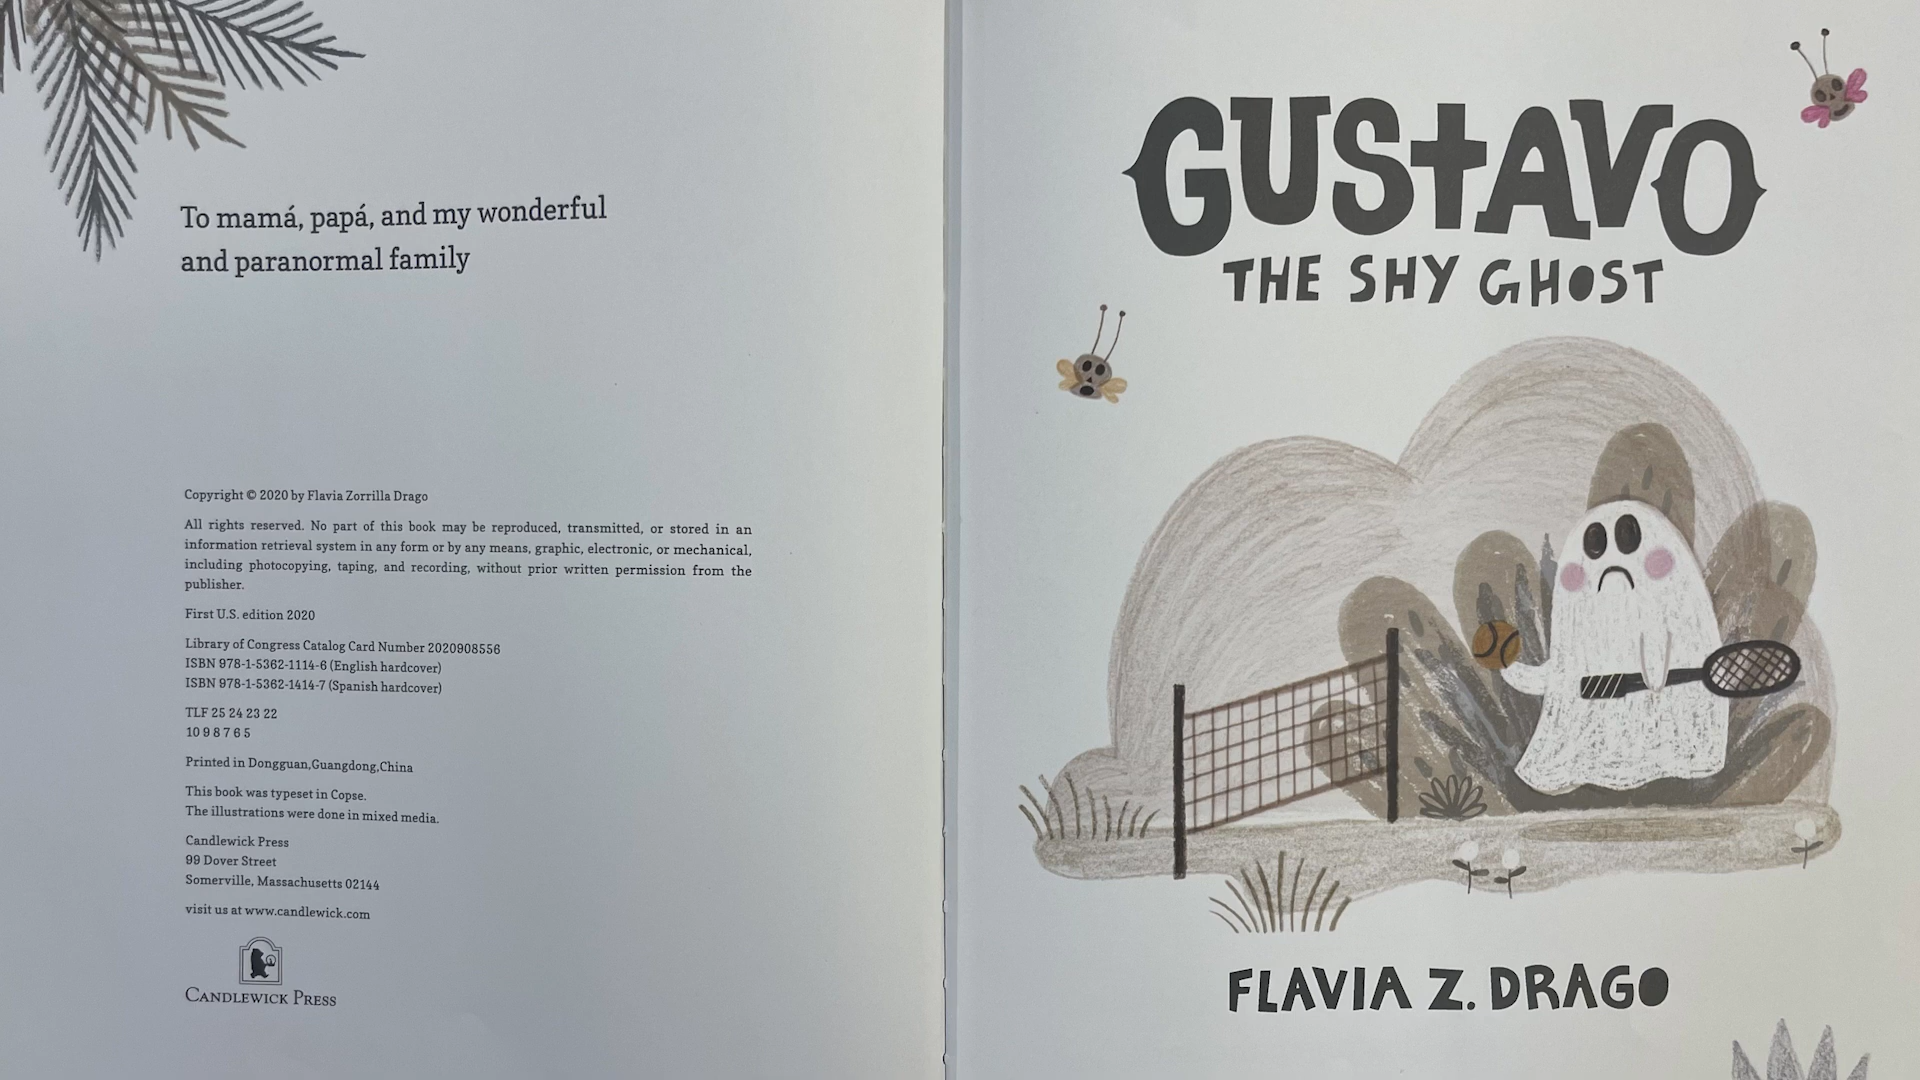 To mamá, papá, and my wonderful
and paranormal family
Copyright © 2020 by Flavia Zorrilla Drago
All rights reserved. No part of this book may be reproduced, transmitted, or stored in an
information retrieval system in any form or by any means, graphic, electronic, or mechanical,
including photocopying, taping, and recording, without prior written permission from the
publisher.
First U.S. edition 2020
Library of Congress Catalog Card Number 2020908556
ISBN 978-1-5362-1114-6 (English hardcover)
ISBN 978-1-5362-1414-7 (Spanish hardcover)
TLF 25 24 23 22
10 9 8 7 6 5
Printed in Dongguan,Guangdong,China
This book was typeset in Copse.
The illustrations were done in mixed media.
Candlewick Press
99 Dover Street
Somerville, Massachusetts 02144
visit us at www.candlewick.com
CANDLEWICK PRESS
GUStAVO
THE SHY GHOST
FLAVIA Z. DRAGO